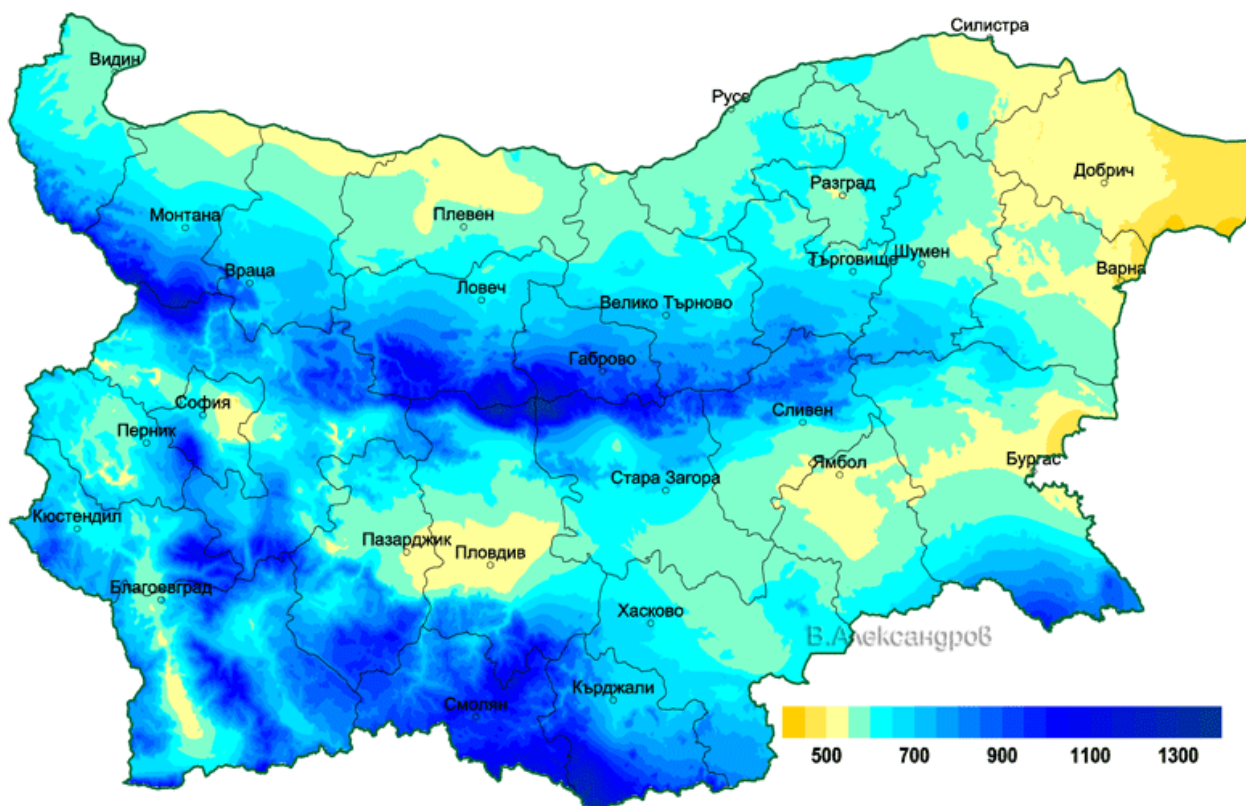 Силистра
Видин
Русе
Добрич
Разград
Монтана
Плевен
Търговище
Шумен
Варна
Враца
Ловеч
Велико Търново
Габрово
София
Сливен
Перник
Ямбол
Бургас
Стара Загора
Кюстендил
Пазарджик
Пловдив
Благоевград
Хасково
В.Александров
Кърджали
Смолян
500 700 900 1100 1300